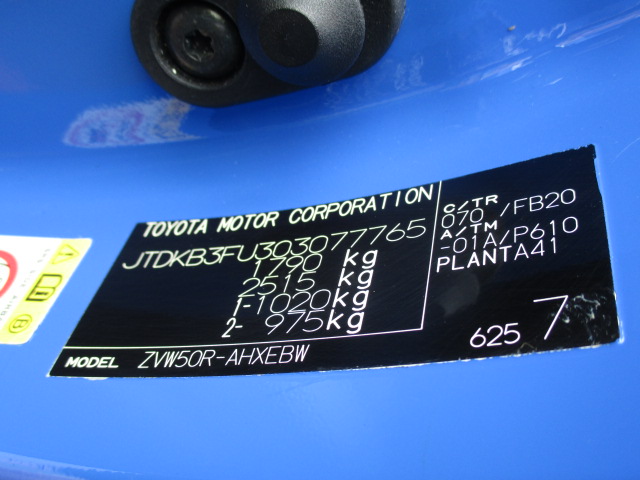 TOYOTA MOTOR CORPORATION
JTDKB3FU303077765
1790 kg
2515 kg
1-1020kg
2- 975kg
C/TR
070 /FB20
A/TM
-01A/P610
PLANTA41
625 7
MODEL ZVW50R-AHXEBW